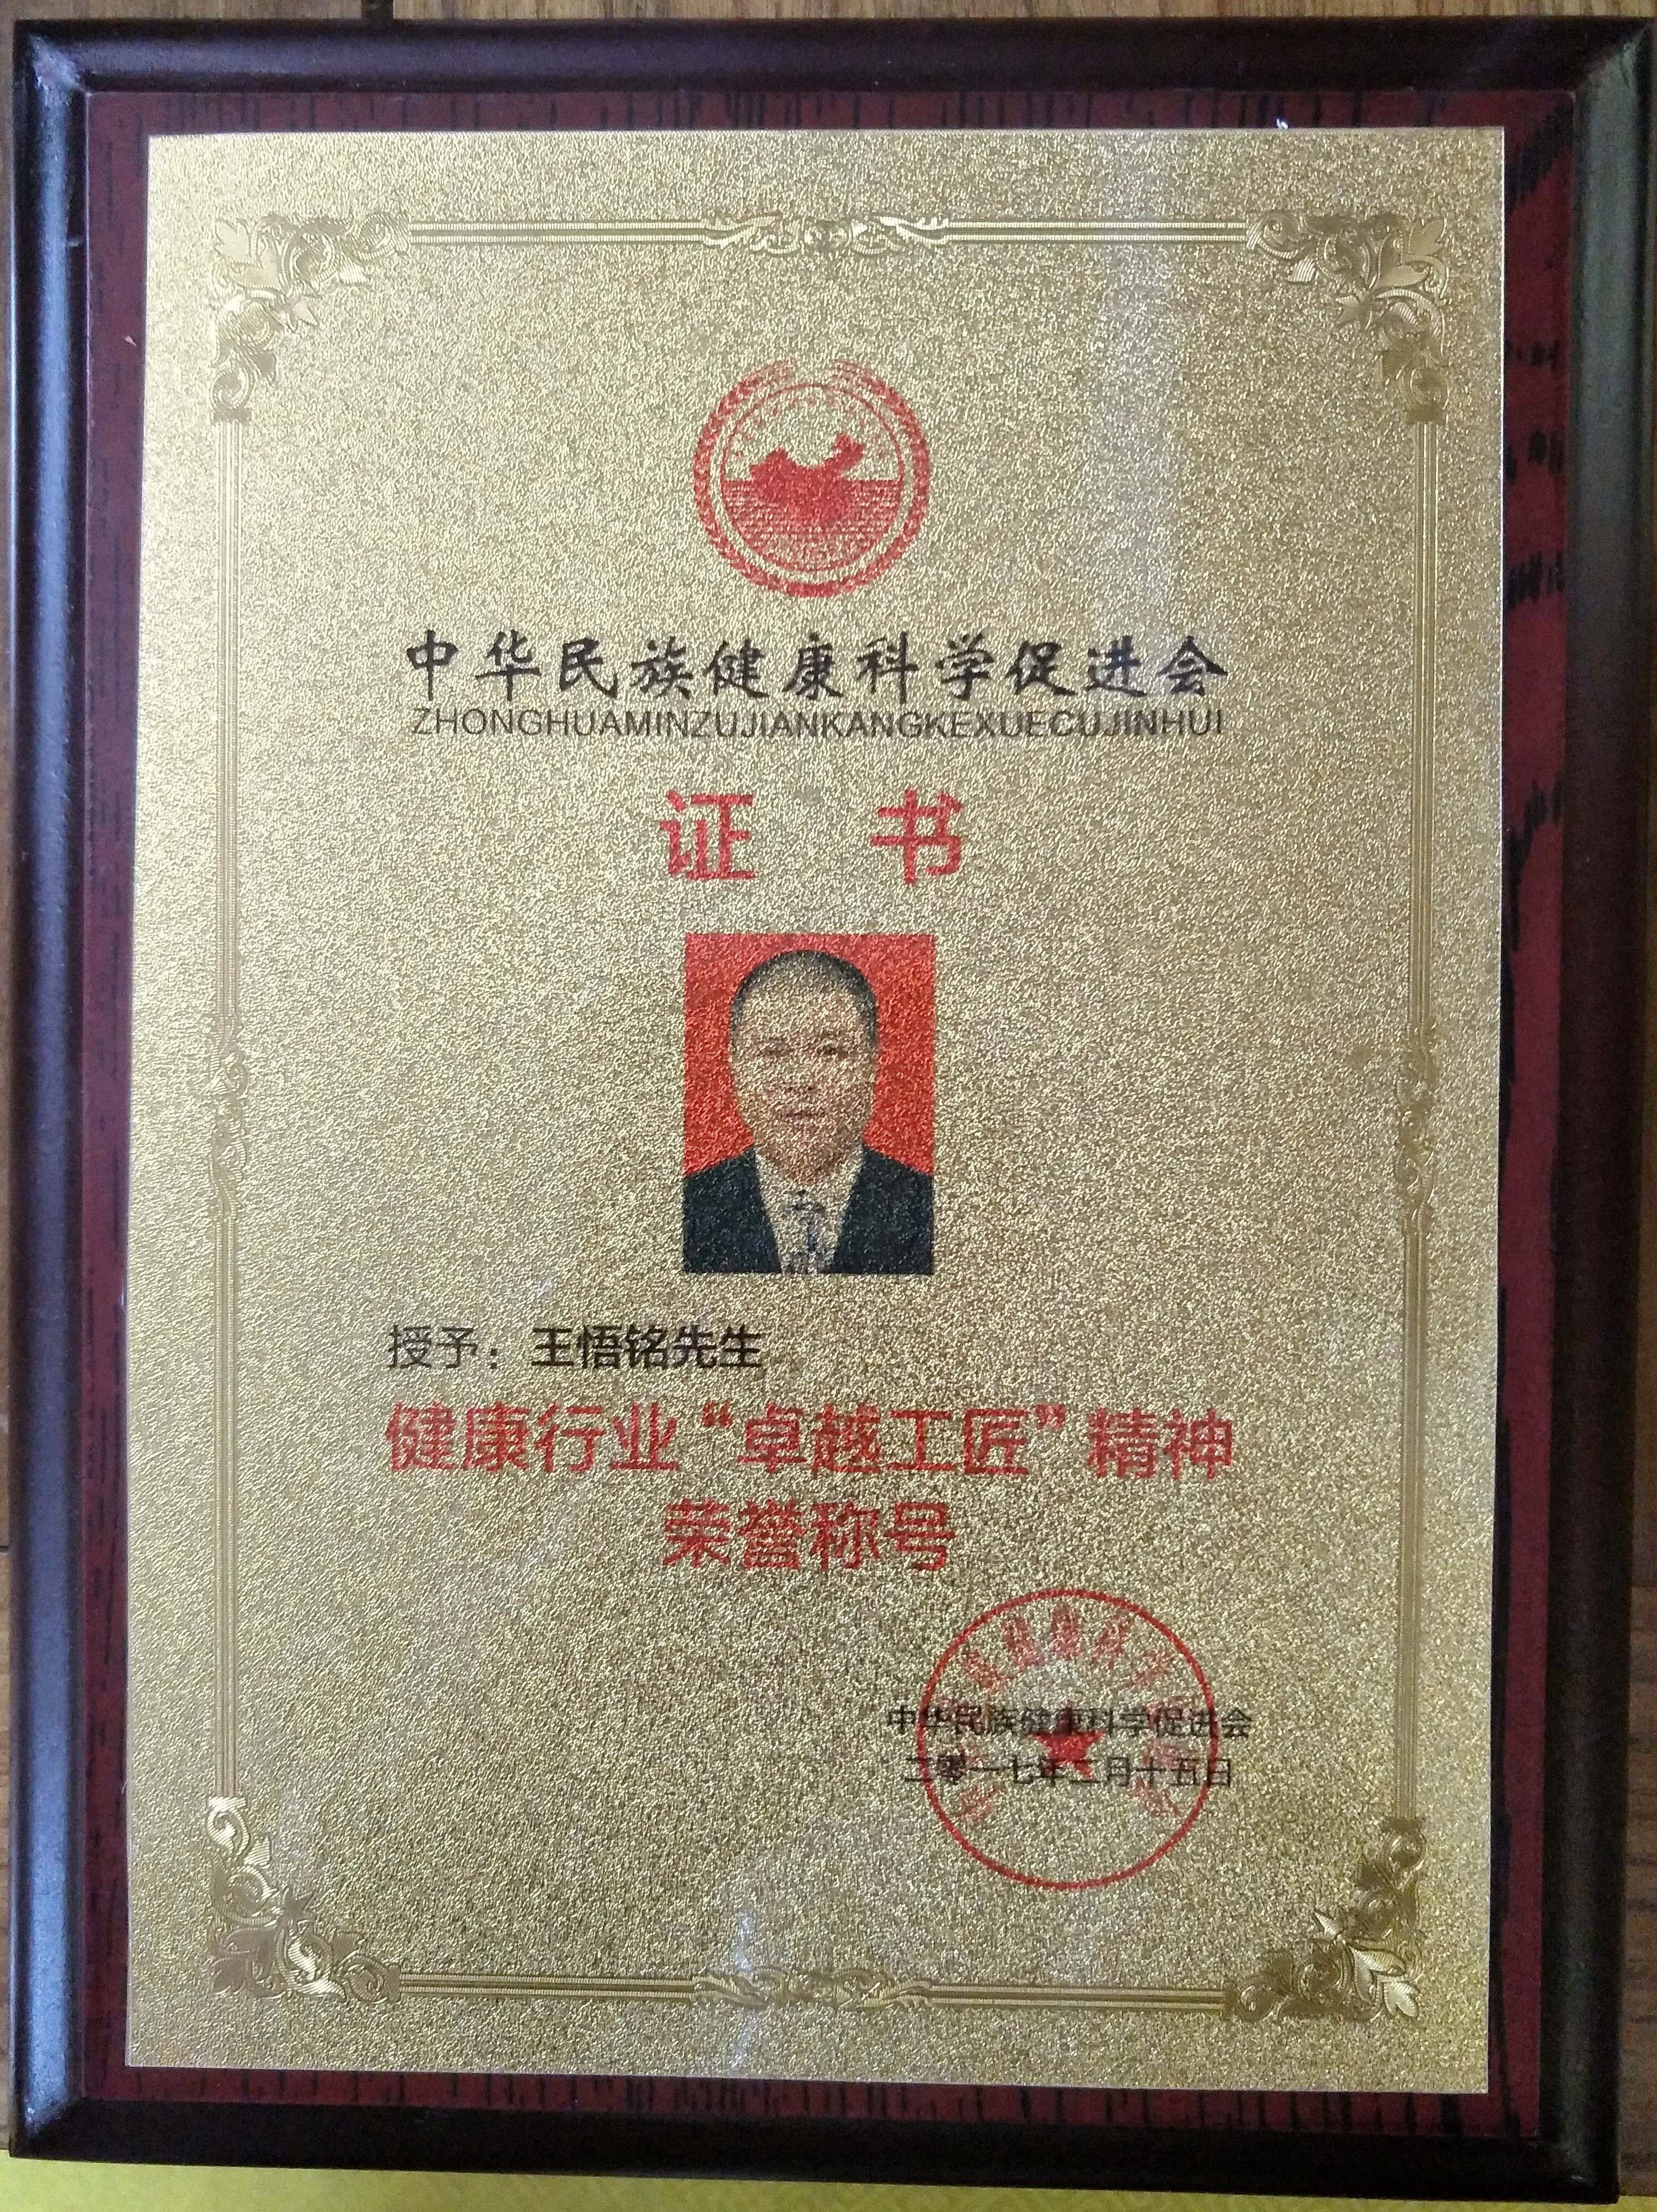 中华民族健康科学促进会
ZHONGHUAMINZUJIANKANGKEXUECUJINHUI
证 书
授予：王悟铭先生
健康行业“卓越工匠”精神
荣誉称号
中华民族健康科学促进会
二零一七年二月十五日